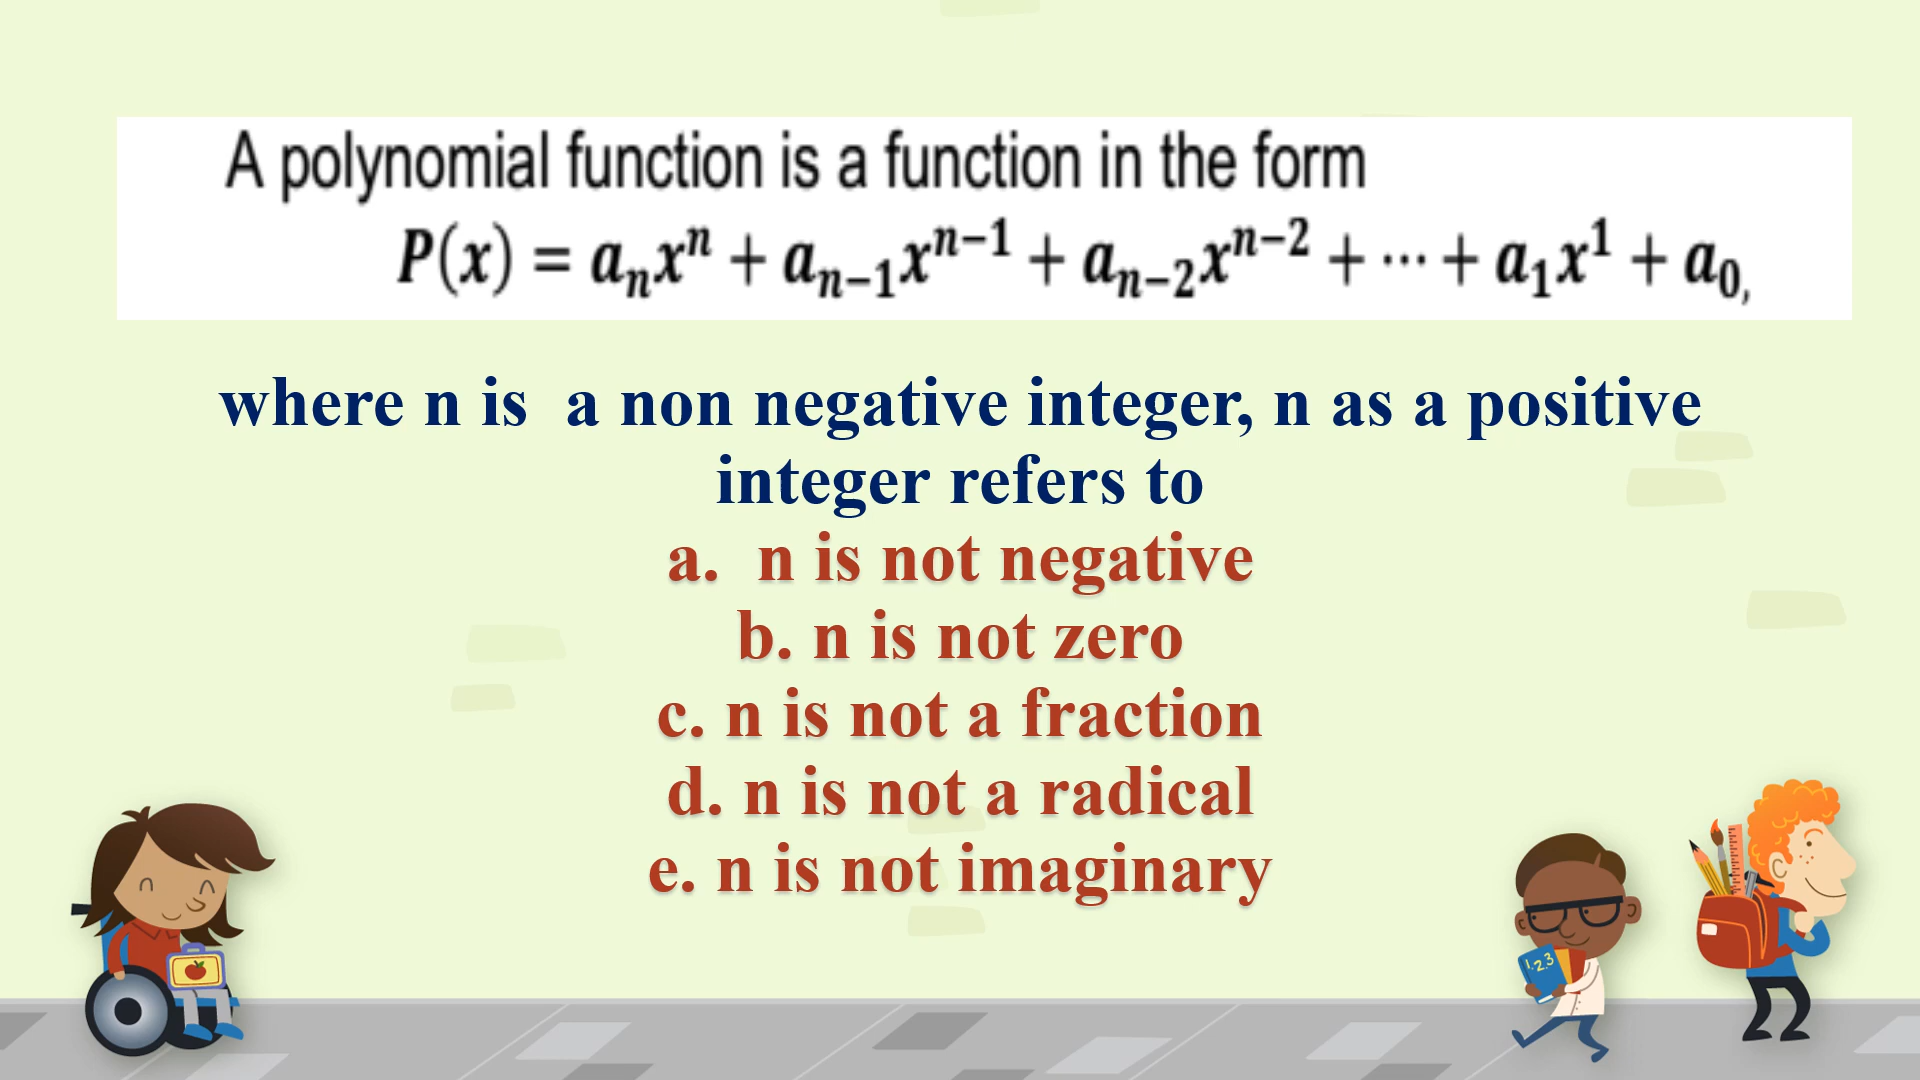 A polynomial function is a function in the form
P(x) = aₙxⁿ + aₙ₋₁xⁿ⁻¹ + aₙ₋₂xⁿ⁻² + ⋯ + a₁x¹ + a₀,
where n is a non negative integer, n as a positive
integer refers to
a. n is not negative
b. n is not zero
c. n is not a fraction
d. n is not a radical
e. n is not imaginary
1.23